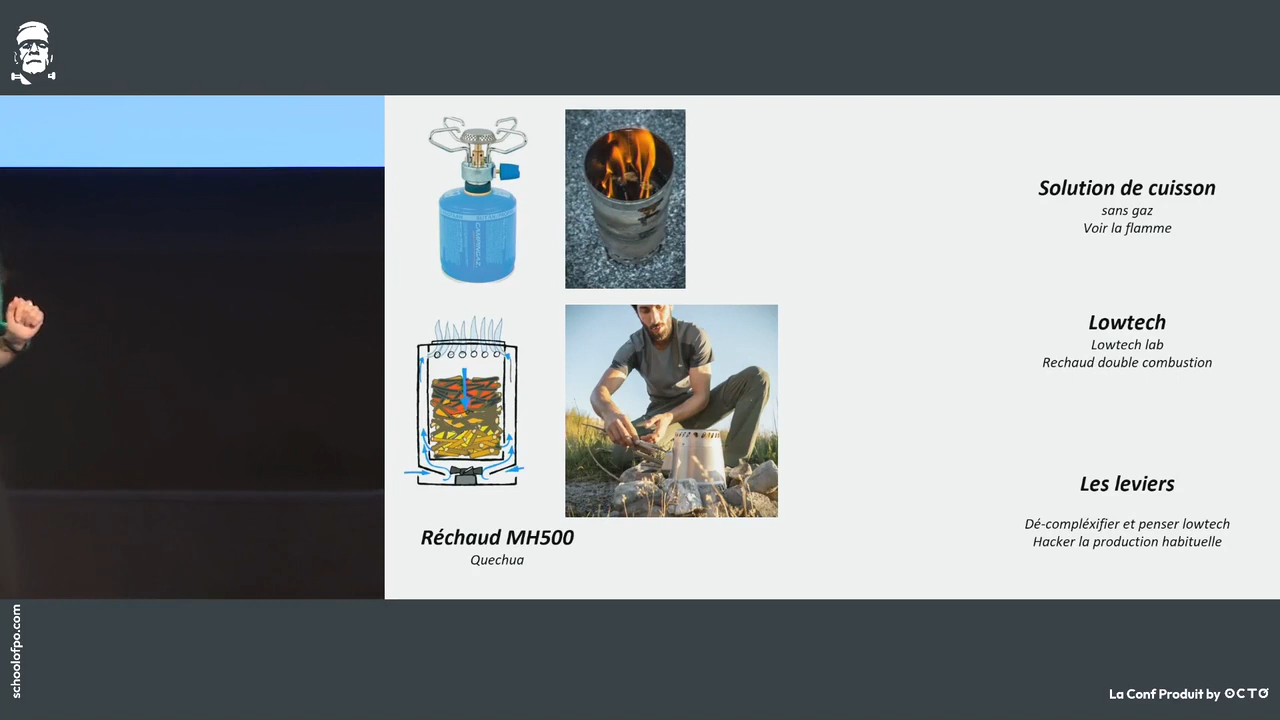 CAMPINGAZ
Solution de cuisson
sans gaz
Voir la flamme
Lowtech
Lowtech lab
Rechaud double combustion
Les leviers
Dé-compléxifier et penser lowtech
Hacker la production habituelle
Réchaud MH500
Quechua
schoolofpo.com
La Conf Produit by OCTO